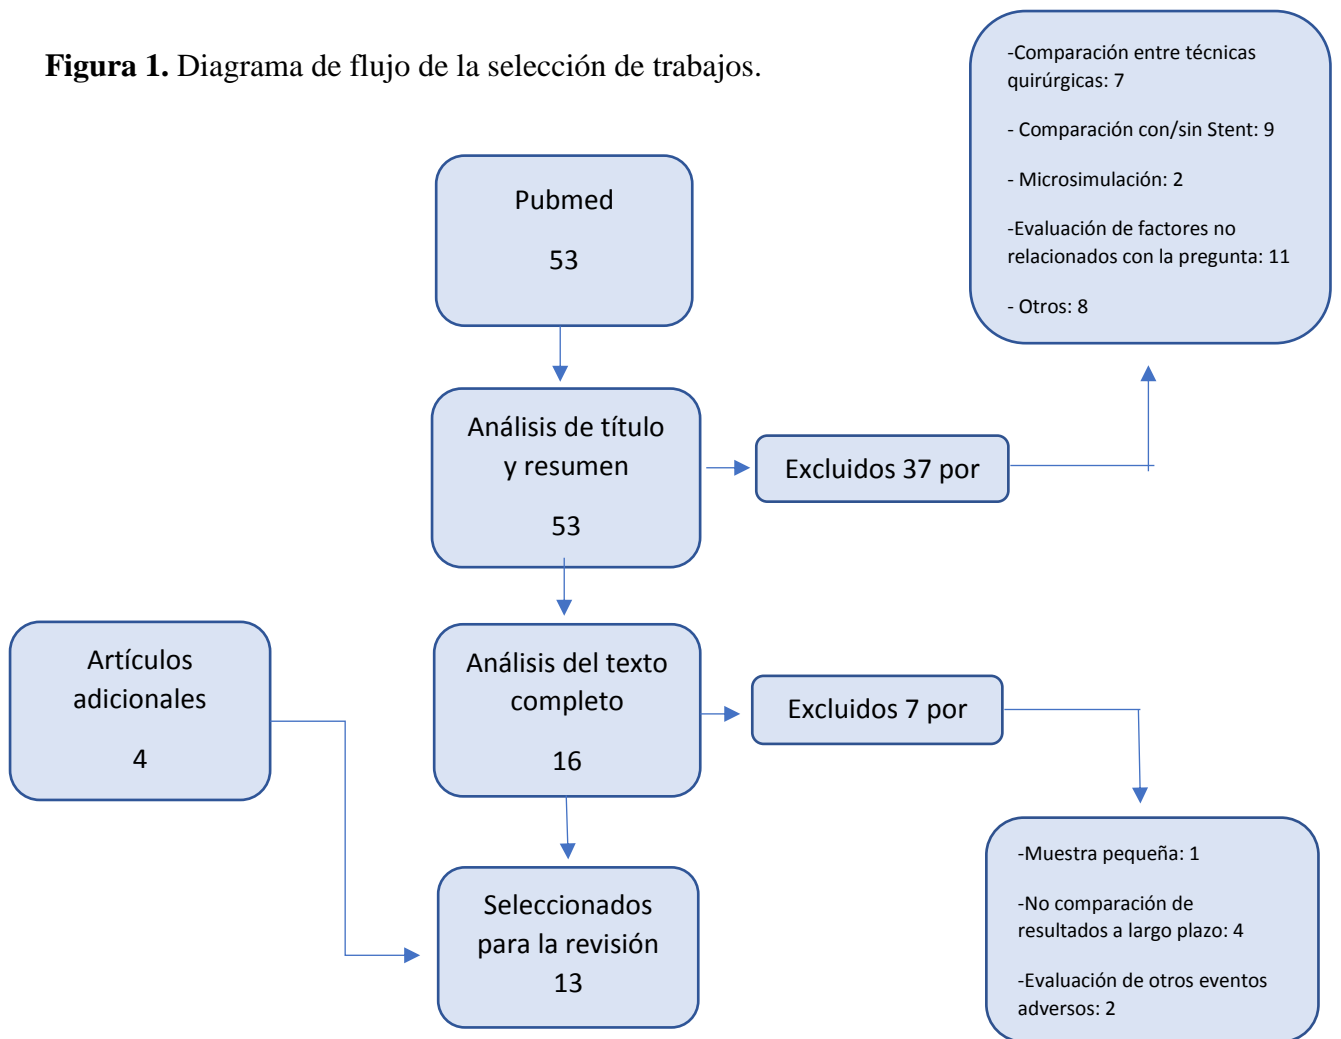 Figura 1. Diagrama de flujo de la selección de trabajos.
-Comparación entre técnicas
quirúrgicas: 7
- Comparación con/sin Stent: 9
- Microsimulación: 2
-Evaluación de factores no
relacionados con la pregunta: 11
- Otros: 8
Pubmed
53
Análisis de título
y resumen
53
Excluidos 37 por
Artículos
adicionales
4
Análisis del texto
completo
16
Excluidos 7 por
Seleccionados
para la revisión
13
-Muestra pequeña: 1
-No comparación de
resultados a largo plazo: 4
-Evaluación de otros eventos
adversos: 2